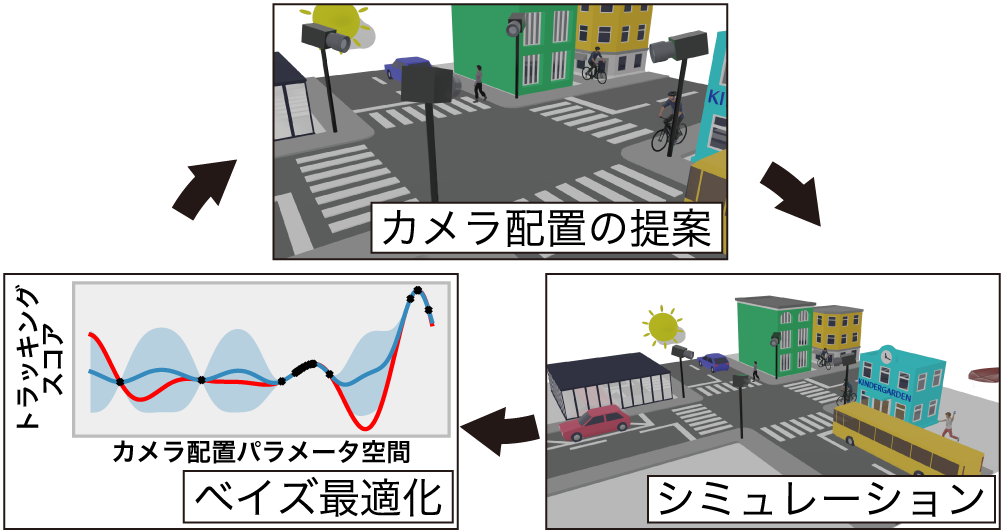 KI
カメラ配置の提案
トラッキング
スコア
カメラ配置パラメータ空間
ベイズ最適化
KINDERGARDEN
シミュレーション